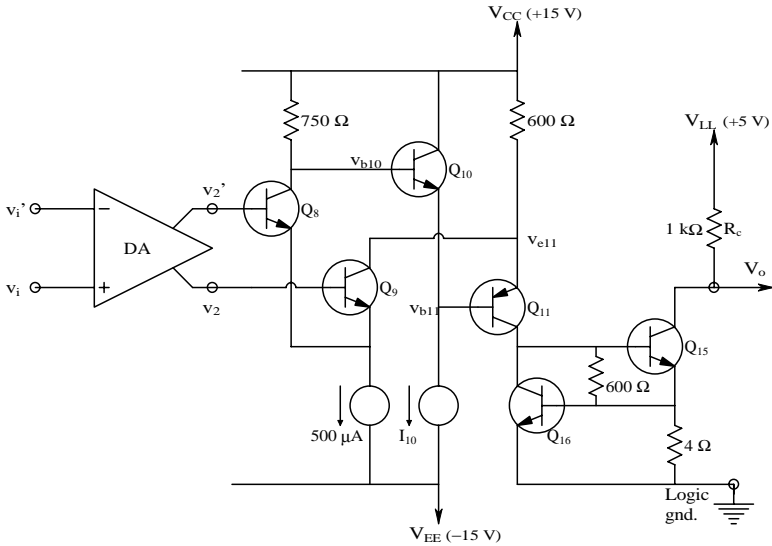 V_CC (+15 V)
750 Ω
600 Ω
V_LL (+5 V)
v_b10
Q_10
v_i'
−
v_2'
Q_8
1 kΩ
R_c
DA
v_e11
v_i
+
v_2
Q_9
V_o
v_b11
Q_11
Q_15
600 Ω
500 μA
I_10
Q_16
4 Ω
Logic
gnd.
V_EE (−15 V)